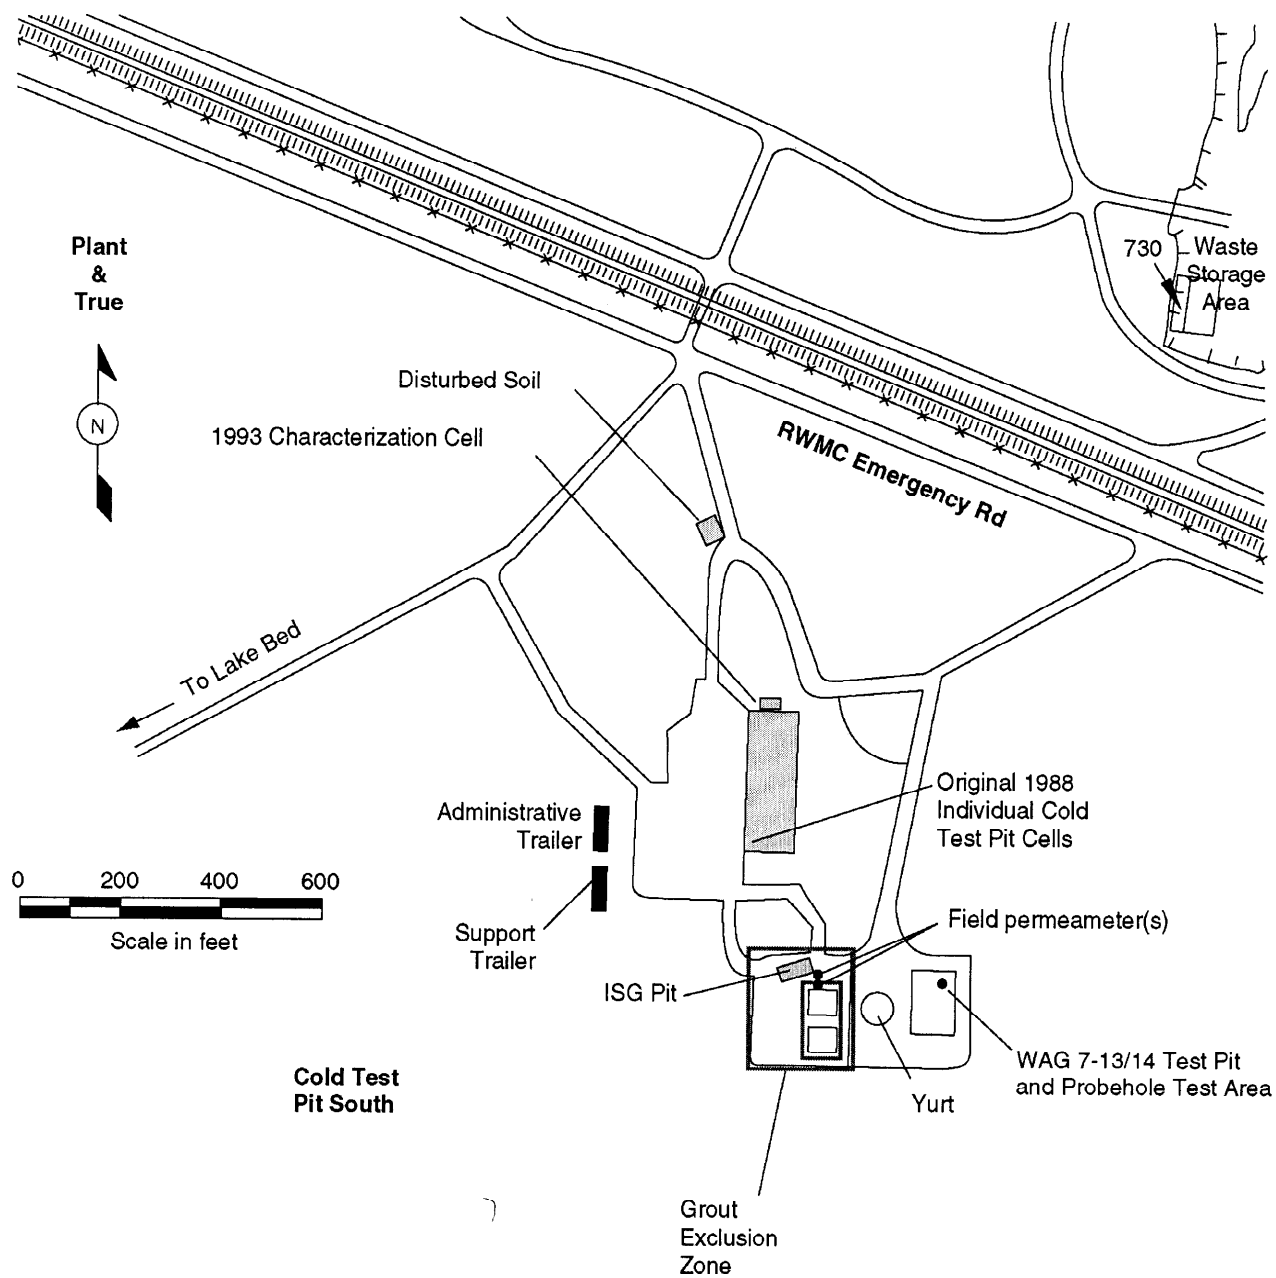 730
Waste
Storage
Area
Plant
&
True
N
Disturbed Soil
1993 Characterization Cell
RWMC Emergency Rd
To Lake Bed
Original 1988
Individual Cold
Test Pit Cells
Administrative
Trailer
0 200 400 600
Scale in feet
Support
Trailer
Field permeameter(s)
ISG Pit
WAG 7-13/14 Test Pit
and Probehole Test Area
Yurt
Cold Test
Pit South
Grout
Exclusion
Zone